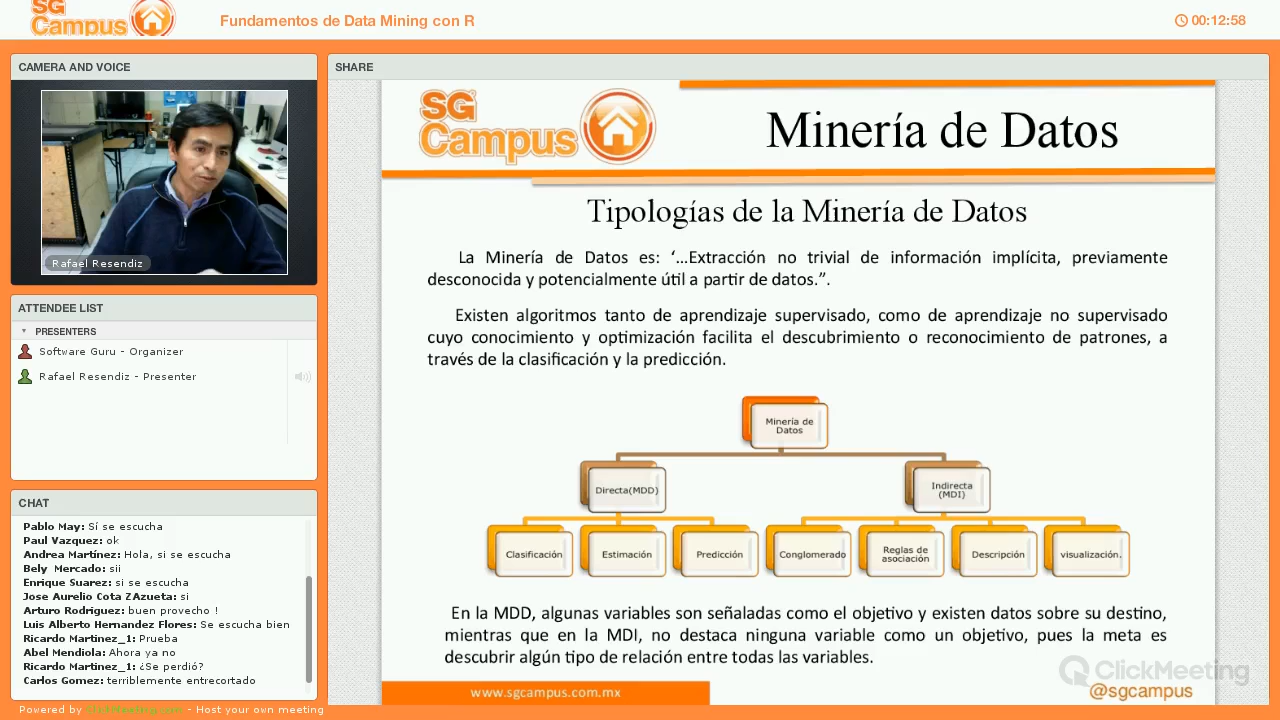 SG
Campus
Fundamentos de Data Mining con R
00:12:58
CAMERA AND VOICE
Rafael Resendiz
ATTENDEE LIST
PRESENTERS
Software Guru - Organizer
Rafael Resendiz - Presenter
CHAT
Pablo May: Sí se escucha
Paul Vazquez: ok
Andrea Martínez: Hola, si se escucha
Bely Mercado: sii
Enrique Suarez: si se escucha
Jose Aurelio Cota ZAzueta: si
Arturo Rodriguez: buen provecho !
Luis Alberto Hernandez Flores: Se escucha bien
Ricardo Martinez_1: Prueba
Abel Mendiola: Ahora ya no
Ricardo Martinez_1: ¿Se perdió?
Carlos Gomez: terriblemente entrecortado
Powered by ClickMeeting.com - Host your own meeting
SHARE
SG
Campus
Minería de Datos
Tipologías de la Minería de Datos
La Minería de Datos es: ‘…Extracción no trivial de información implícita, previamente
desconocida y potencialmente útil a partir de datos.”.
Existen algoritmos tanto de aprendizaje supervisado, como de aprendizaje no supervisado
cuyo conocimiento y optimización facilita el descubrimiento o reconocimiento de patrones, a
través de la clasificación y la predicción.
Minería de
Datos
Directa(MDD)
Indirecta
(MDI)
Clasificación
Estimación
Predicción
Conglomerado
Reglas de
asociación
Descripción
visualización.
En la MDD, algunas variables son señaladas como el objetivo y existen datos sobre su destino,
mientras que en la MDI, no destaca ninguna variable como un objetivo, pues la meta es
descubrir algún tipo de relación entre todas las variables.
ClickMeeting
www.sgcampus.com.mx
@sgcampus